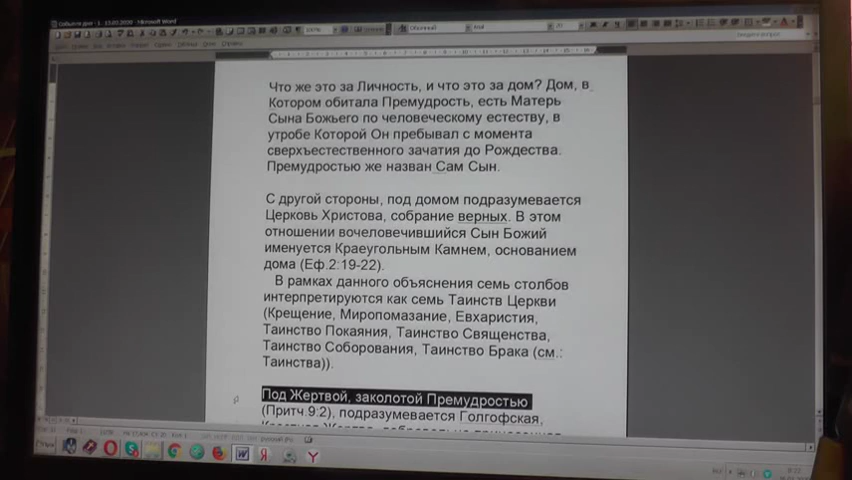 Microsoft Word
Что же это за Личность, и что это за дом? Дом, в
Котором обитала Премудрость, есть Матерь
Сына Божьего по человеческому естеству, в
утробе Которой Он пребывал с момента
сверхъестественного зачатия до Рождества.
Премудростью же назван Сам Сын.
С другой стороны, под домом подразумевается
Церковь Христова, собрание верных. В этом
отношении вочеловечившийся Сын Божий
именуется Краеугольным Камнем, основанием
дома (Еф.2:19-22).
В рамках данного объяснения семь столбов
интерпретируются как семь Таинств Церкви
(Крещение, Миропомазание, Евхаристия,
Таинство Покаяния, Таинство Священства,
Таинство Соборования, Таинство Брака (см.:
Таинства)).
Под Жертвой, заколотой Премудростью
(Притч.9:2), подразумевается Голгофская,